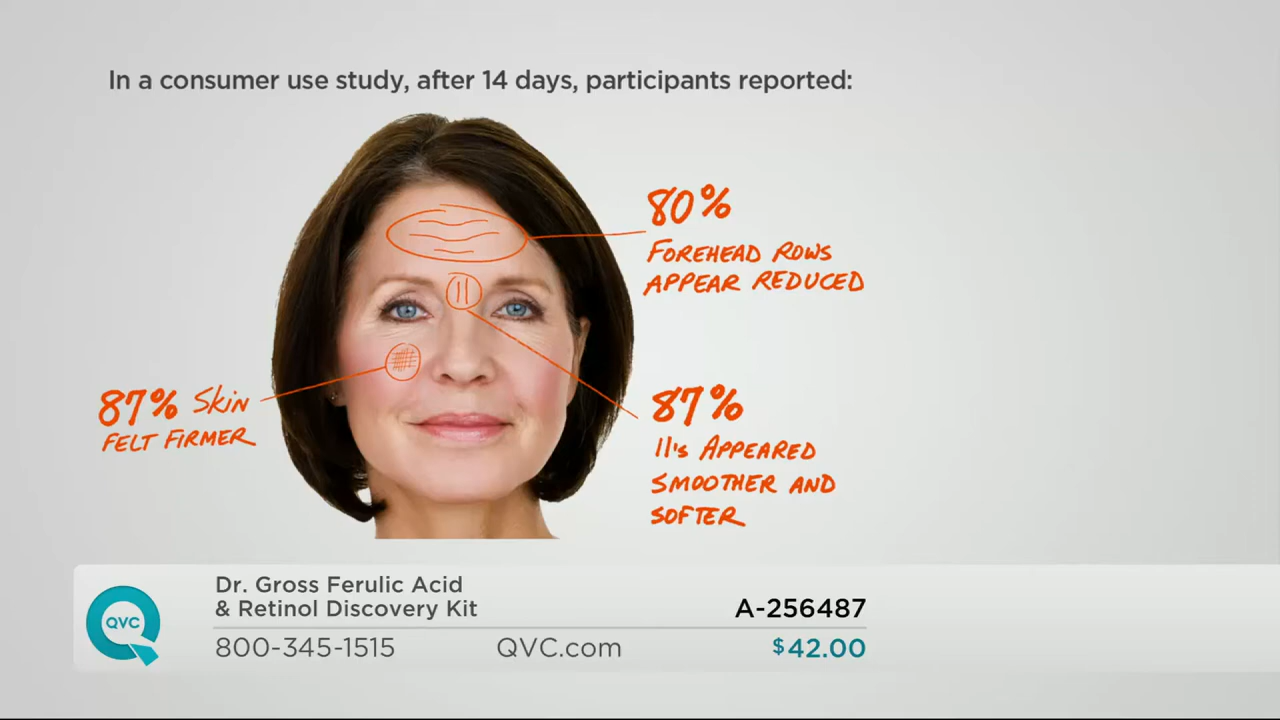 In a consumer use study, after 14 days, participants reported:
80%
FOREHEAD ROWS
APPEAR REDUCED
87% SKIN
FELT FIRMER
87%
11's APPEARED
SMOOTHER AND
SOFTER
QVC
Dr. Gross Ferulic Acid
& Retinol Discovery Kit
A-256487
800-345-1515
QVC.com
$42.00